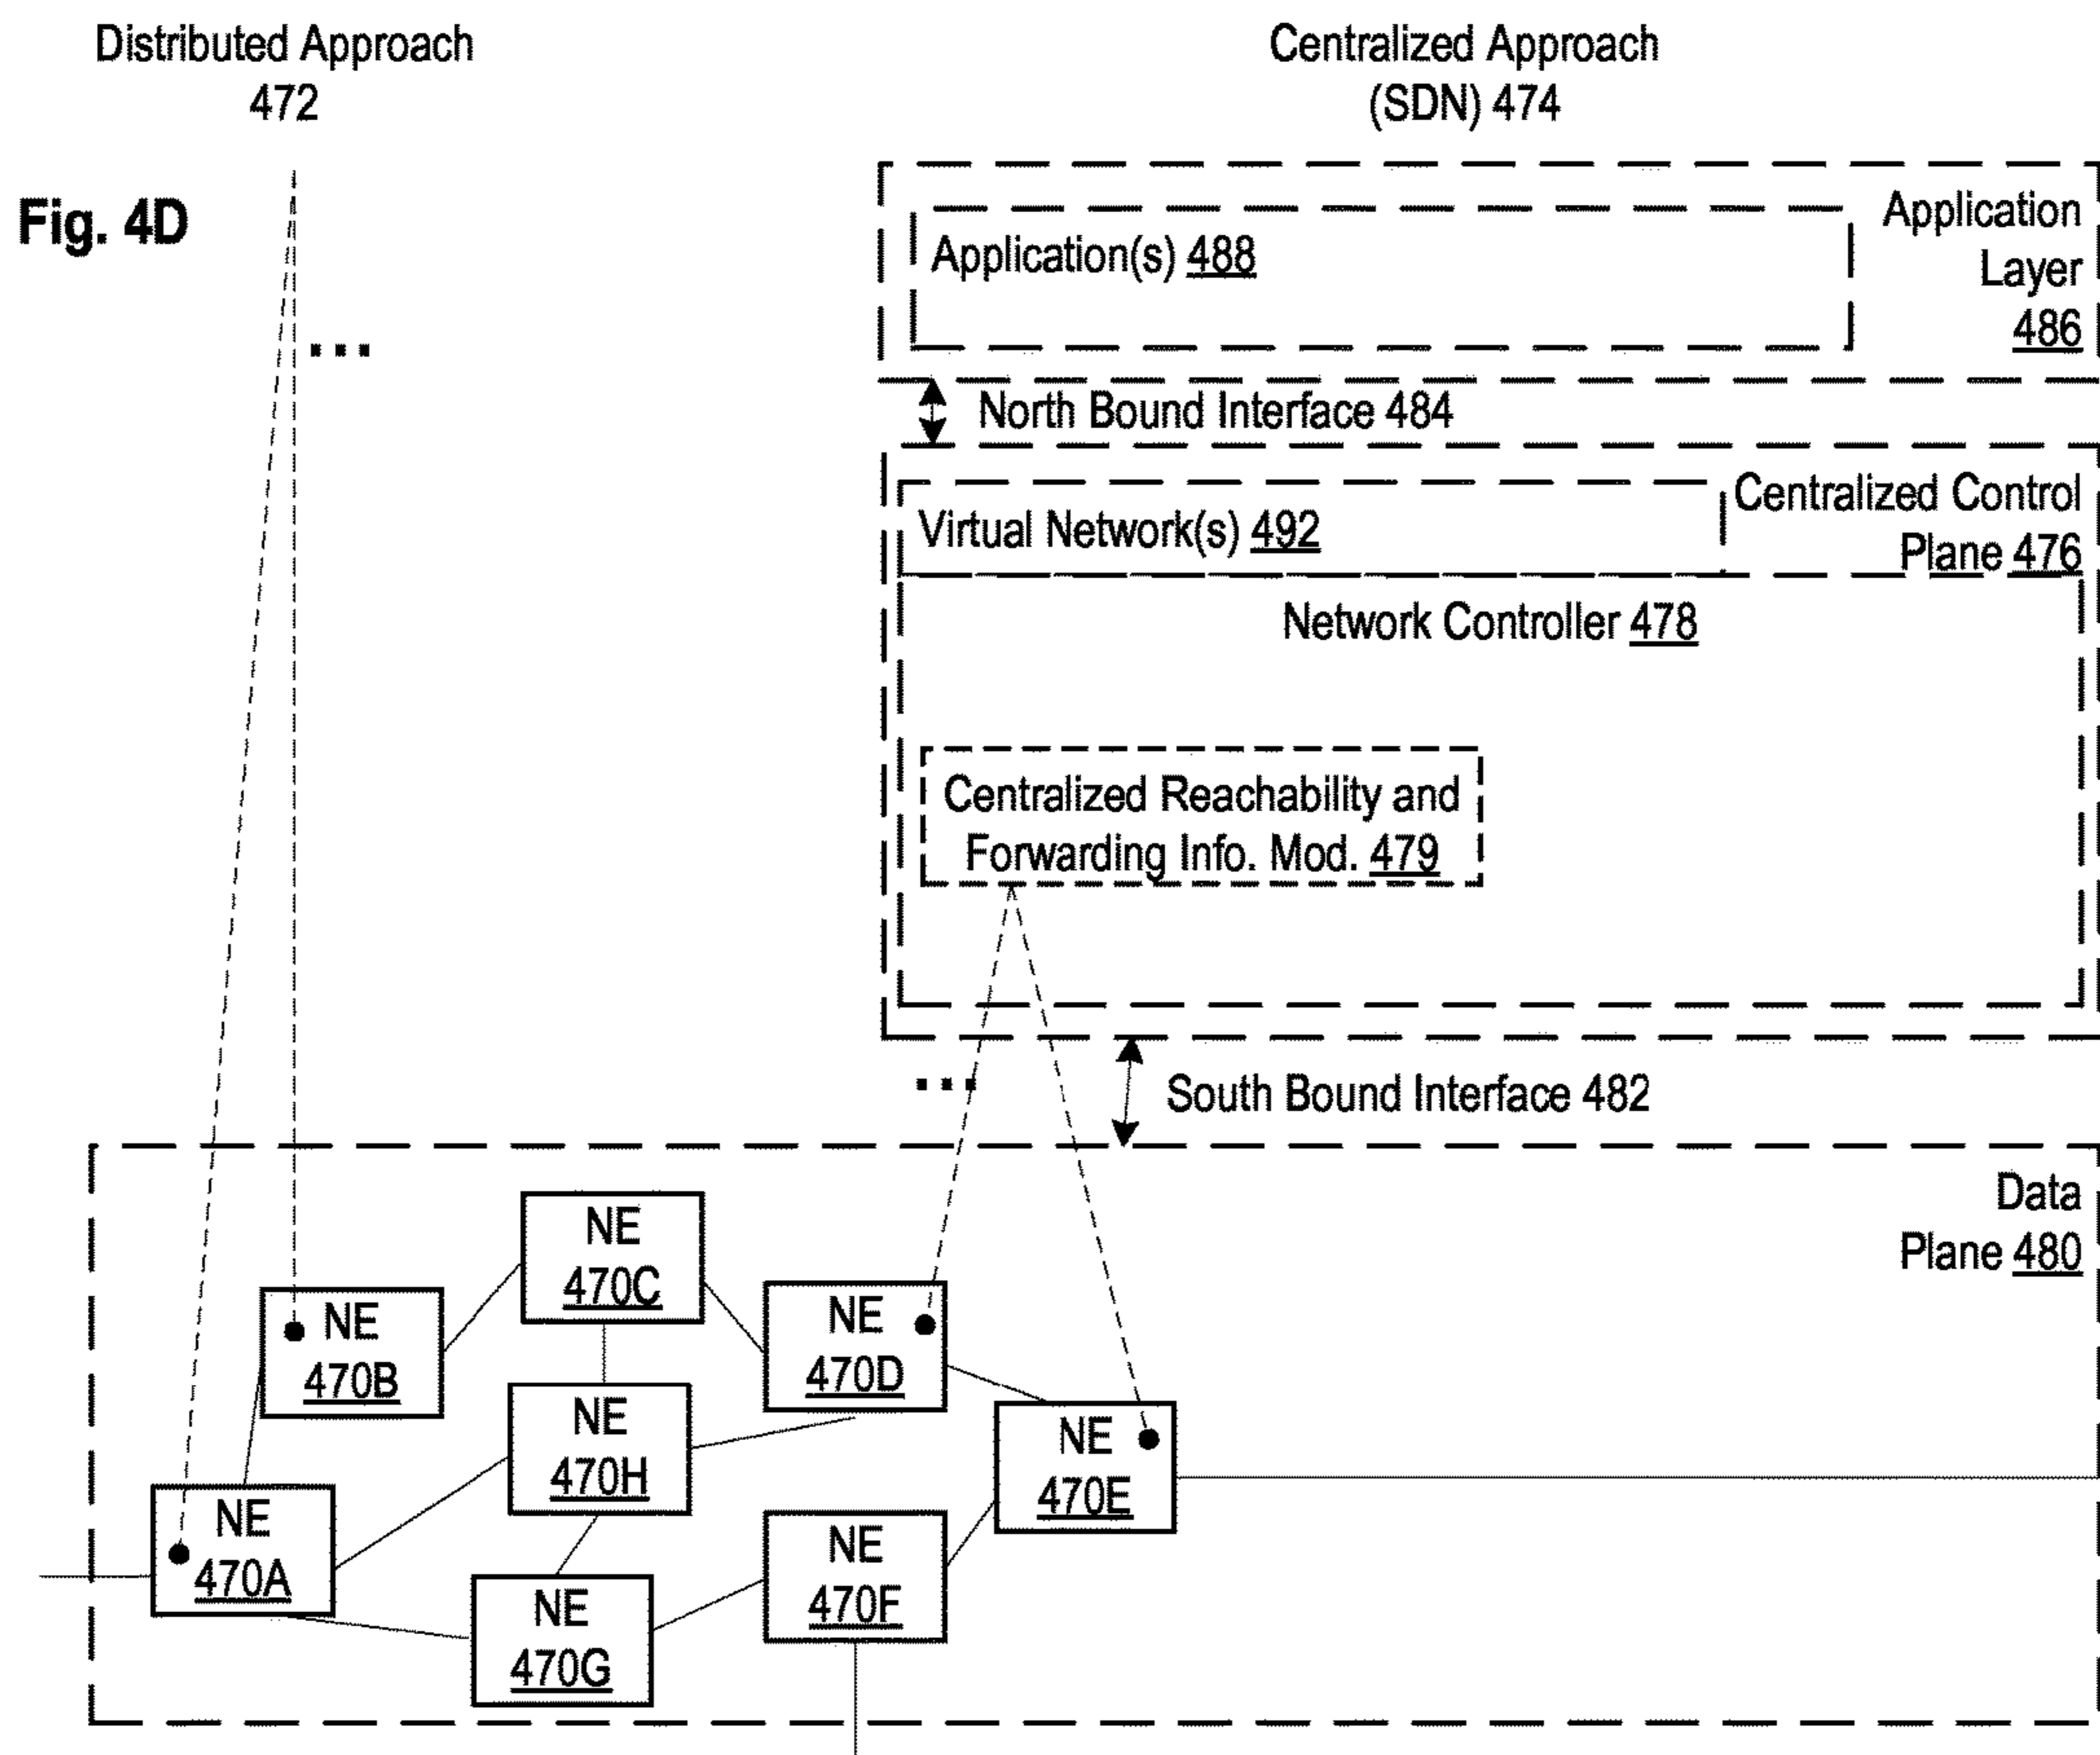 Distributed Approach
472
Centralized Approach
(SDN) 474
Fig. 4D
Application
Layer
486
Application(s) 488
...
North Bound Interface 484
Centralized Control
Plane 476
Virtual Network(s) 492
Network Controller 478
Centralized Reachability and
Forwarding Info. Mod. 479
...
South Bound Interface 482
Data
Plane 480
NE
470C
NE
470B
NE
470D
NE
470H
NE
470E
NE
470A
NE
470F
NE
470G